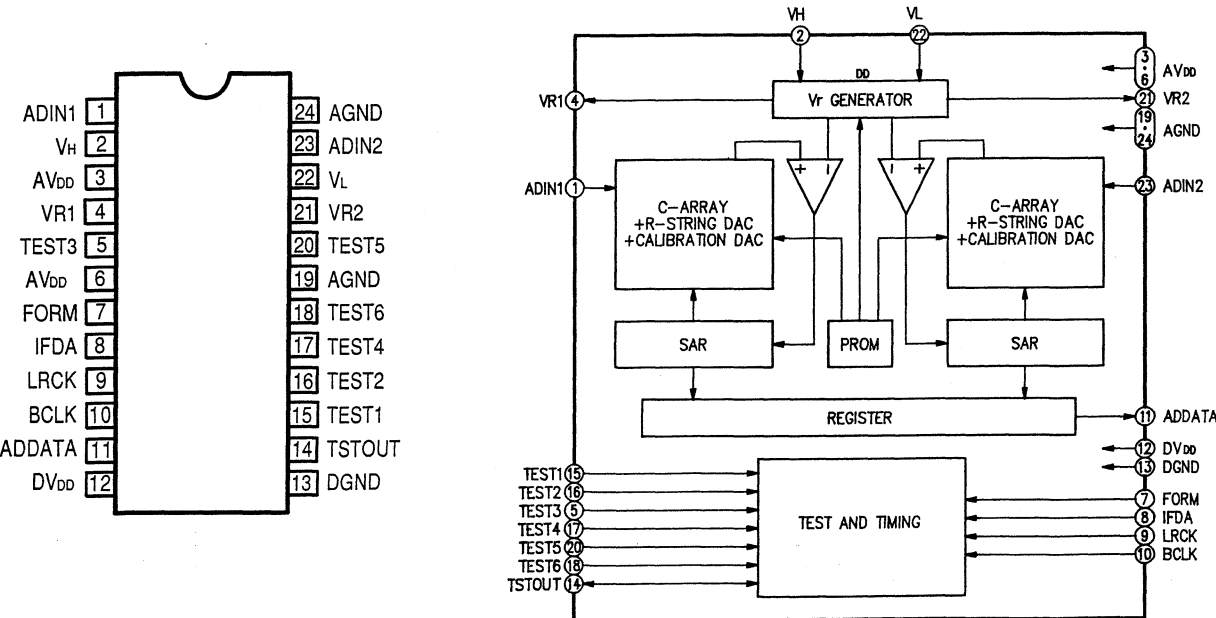 ADIN1 1
VH 2
AVDD 3
VR1 4
TEST3 5
AVDD 6
FORM 7
IFDA 8
LRCK 9
BCLK 10
ADDATA 11
DVDD 12
24 AGND
23 ADIN2
22 VL
21 VR2
20 TEST5
19 AGND
18 TEST6
17 TEST4
16 TEST2
15 TEST1
14 TSTOUT
13 DGND
VH
2
VL
22
DD
Vr GENERATOR
VR1 4
3 · 6 AVDD
21 VR2
19 · 24 AGND
ADIN1 1
+ −
− +
23 ADIN2
C-ARRAY
+R-STRING DAC
+CALIBRATION DAC
C-ARRAY
+R-STRING DAC
+CALIBRATION DAC
SAR
PROM
SAR
REGISTER
11 ADDATA
12 DVDD
13 DGND
TEST1 15
TEST2 16
TEST3 5
TEST4 17
TEST5 20
TEST6 18
TSTOUT 14
TEST AND TIMING
7 FORM
8 IFDA
9 LRCK
10 BCLK